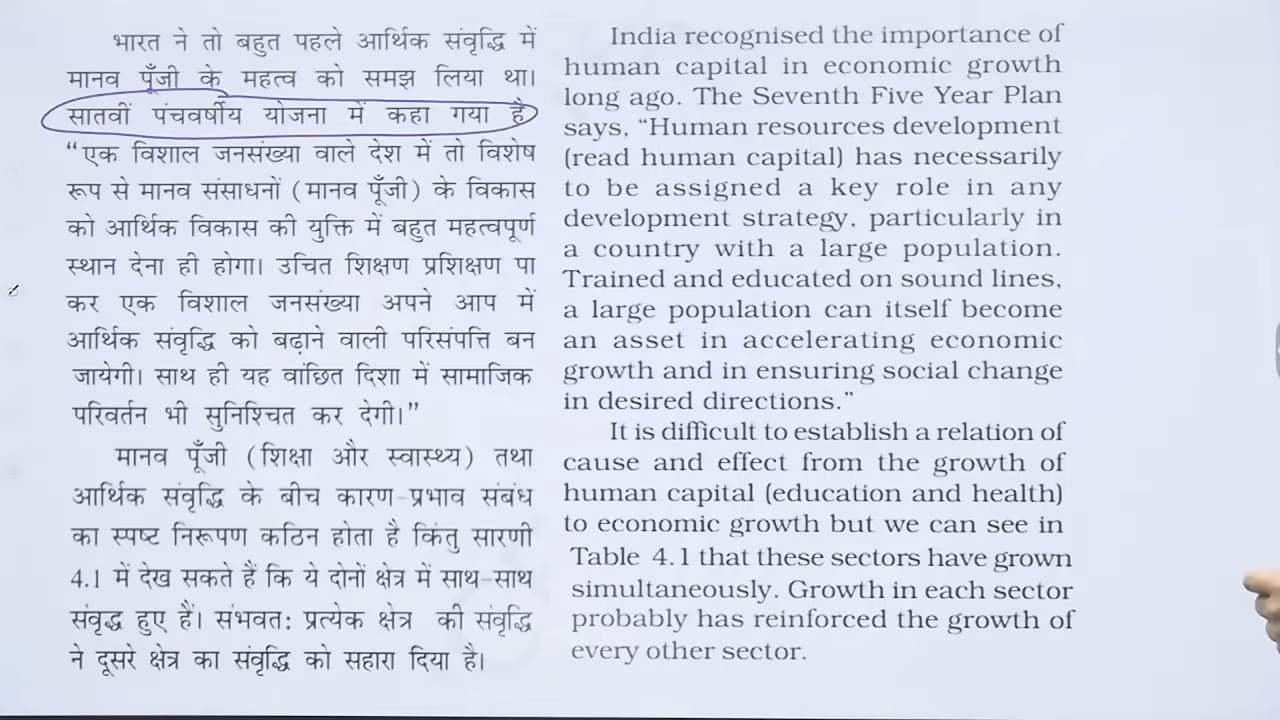 भारत ने तो बहुत पहले आर्थिक संवृद्धि में
मानव पूँजी के महत्व को समझ लिया था।
सातवीं पंचवर्षीय योजना में कहा गया है
“एक विशाल जनसंख्या वाले देश में तो विशेष
रूप से मानव संसाधनों (मानव पूँजी) के विकास
को आर्थिक विकास की युक्ति में बहुत महत्वपूर्ण
स्थान देना ही होगा। उचित शिक्षण प्रशिक्षण पा
कर एक विशाल जनसंख्या अपने आप में
आर्थिक संवृद्धि को बढ़ाने वाली परिसंपत्ति बन
जायेगी। साथ ही यह वांछित दिशा में सामाजिक
परिवर्तन भी सुनिश्चित कर देगी।”
मानव पूँजी (शिक्षा और स्वास्थ्य) तथा
आर्थिक संवृद्धि के बीच कारण-प्रभाव संबंध
का स्पष्ट निरूपण कठिन होता है किंतु सारणी
4.1 में देख सकते हैं कि ये दोनों क्षेत्र में साथ-साथ
संवृद्ध हुए हैं। संभवत: प्रत्येक क्षेत्र की संवृद्धि
ने दूसरे क्षेत्र का संवृद्धि को सहारा दिया है।
India recognised the importance of
human capital in economic growth
long ago. The Seventh Five Year Plan
says, “Human resources development
(read human capital) has necessarily
to be assigned a key role in any
development strategy, particularly in
a country with a large population.
Trained and educated on sound lines,
a large population can itself become
an asset in accelerating economic
growth and in ensuring social change
in desired directions.”
It is difficult to establish a relation of
cause and effect from the growth of
human capital (education and health)
to economic growth but we can see in
Table 4.1 that these sectors have grown
simultaneously. Growth in each sector
probably has reinforced the growth of
every other sector.